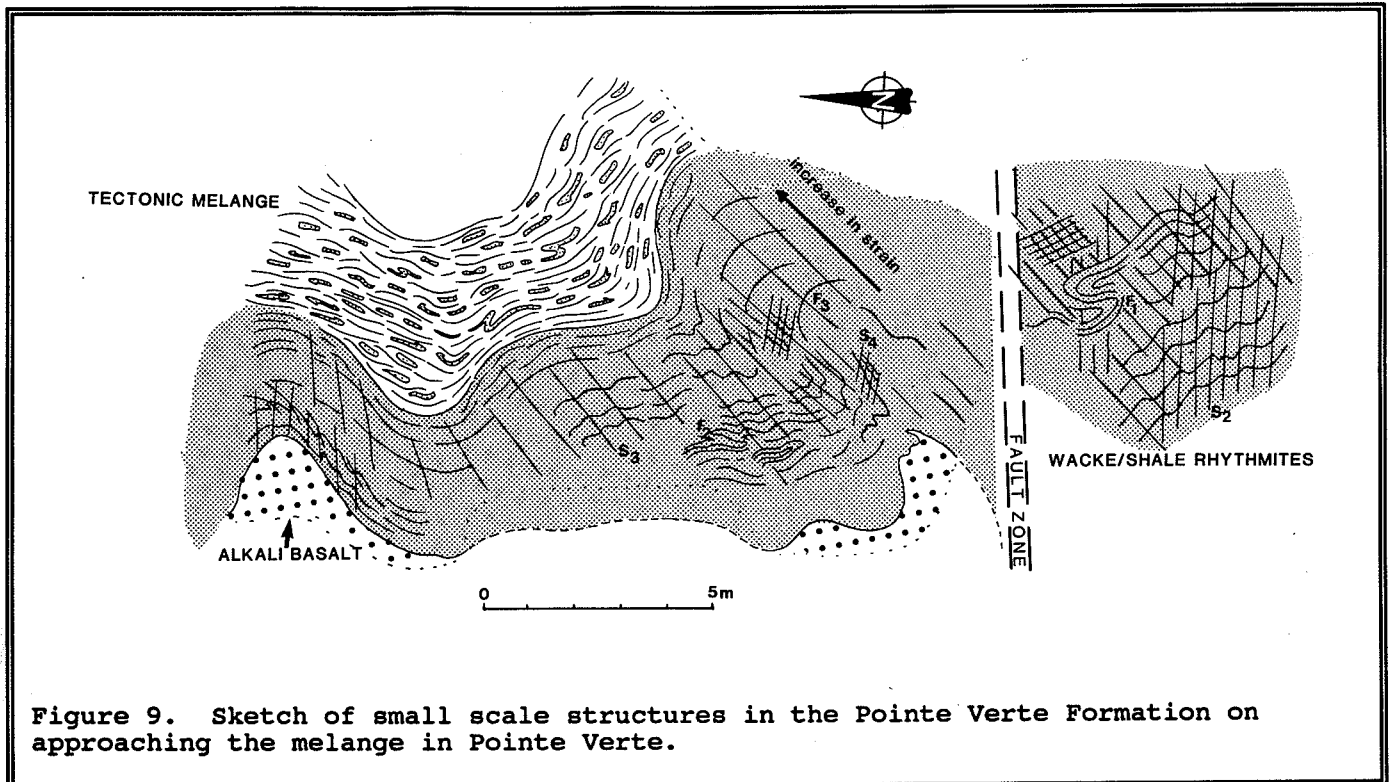 N
TECTONIC MELANGE
Increase in strain
F3
S4
F1
F2
S3
S2
FAULT ZONE
WACKE/SHALE RHYTHMITES
ALKALI BASALT
0 5m
Figure 9. Sketch of small scale structures in the Pointe Verte Formation on
approaching the melange in Pointe Verte.